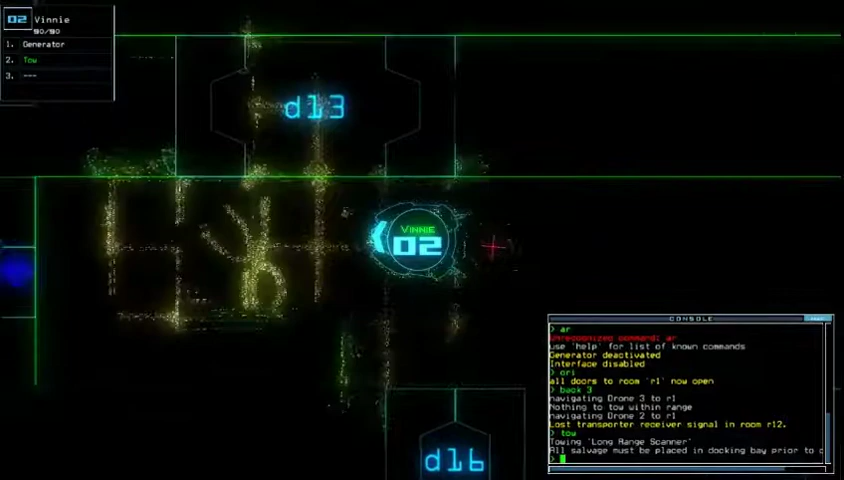 02 Vinnie
90/90
1. Generator
2. Tow
3. ---
d13
VINNIE
02
d16
CONSOLE
> ar
Unrecognized command: ar
use 'help' for list of known commands
Generator deactivated
Interface disabled
> ori
all doors to room 'r1' now open
> back 3
navigating Drone 3 to r1
Nothing to tow within range
navigating Drone 2 to r1
Lost transporter receiver signal in room r12.
> tow
Towing 'Long Range Scanner'
All salvage must be placed in docking bay prior to
>